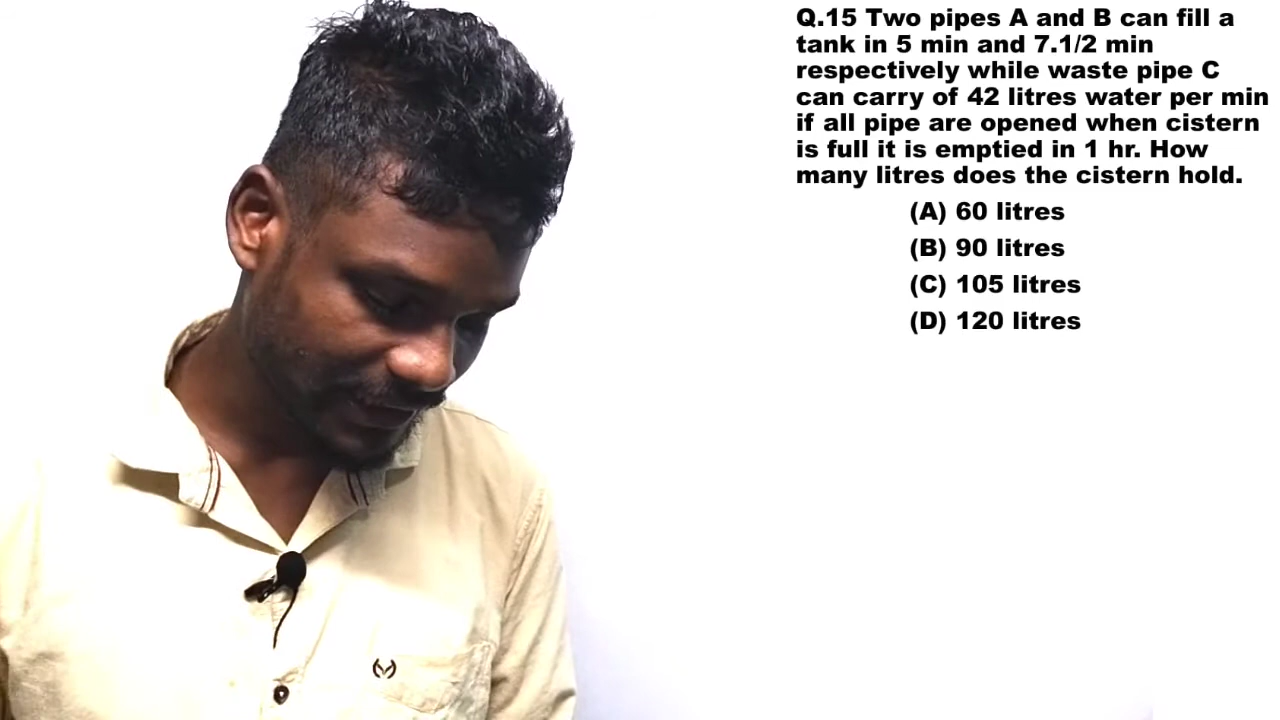 Q.15 Two pipes A and B can fill a
tank in 5 min and 7.1/2 min
respectively while waste pipe C
can carry of 42 litres water per min
if all pipe are opened when cistern
is full it is emptied in 1 hr. How
many litres does the cistern hold.
(A) 60 litres
(B) 90 litres
(C) 105 litres
(D) 120 litres